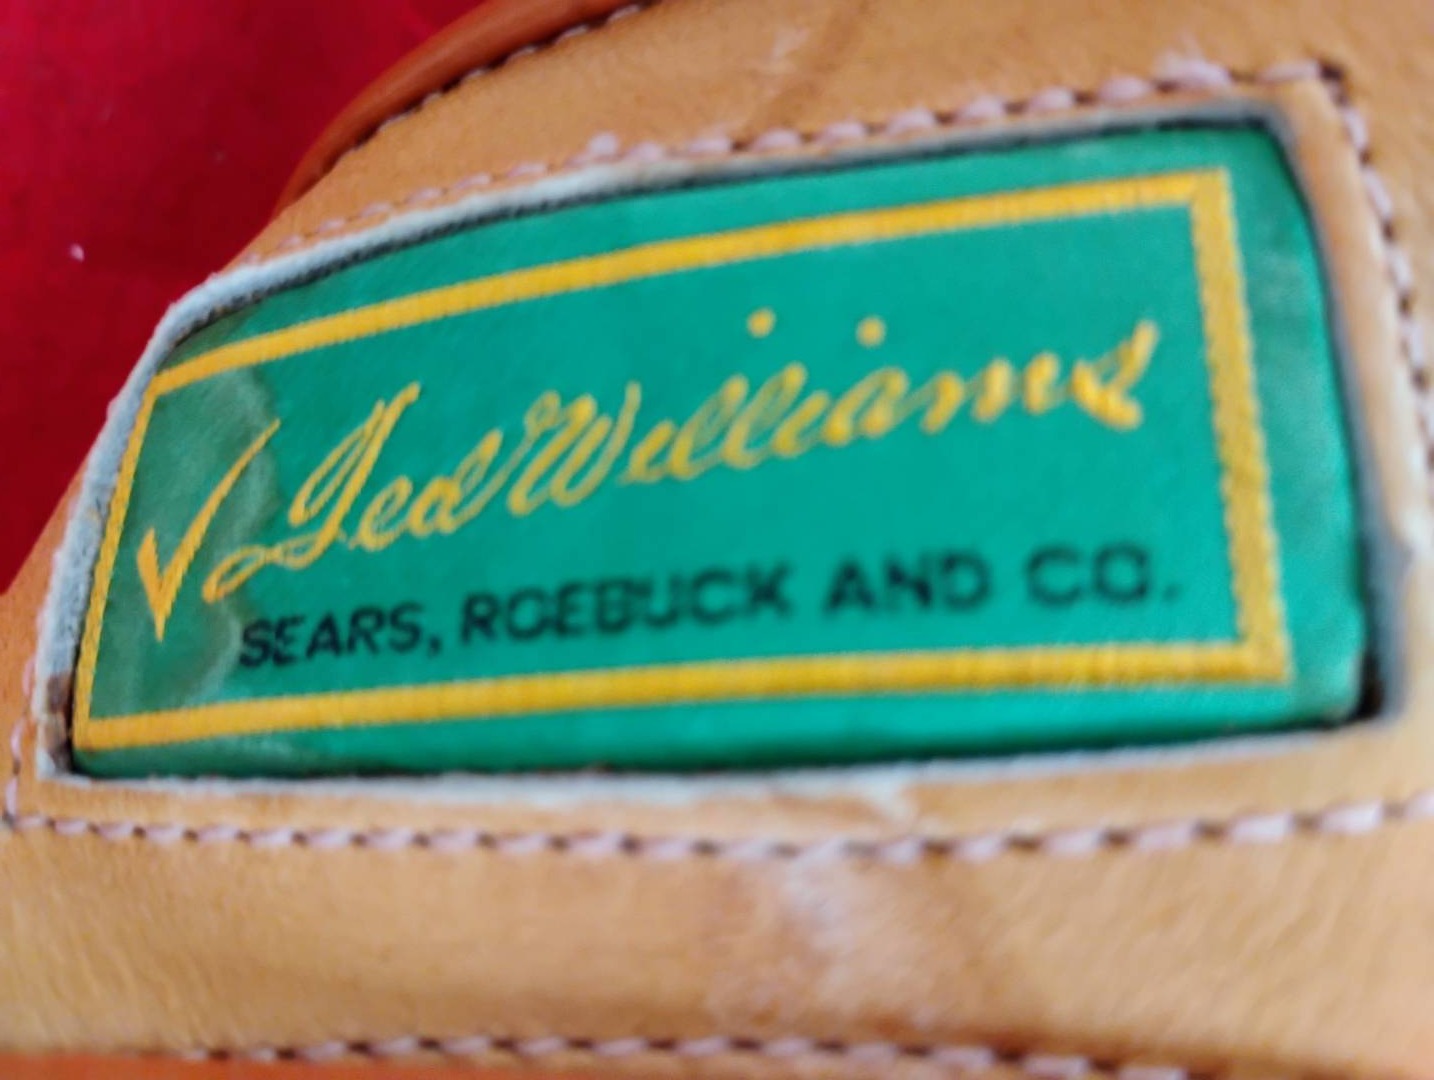 ✓ Ted Williams
SEARS, ROEBUCK AND CO.